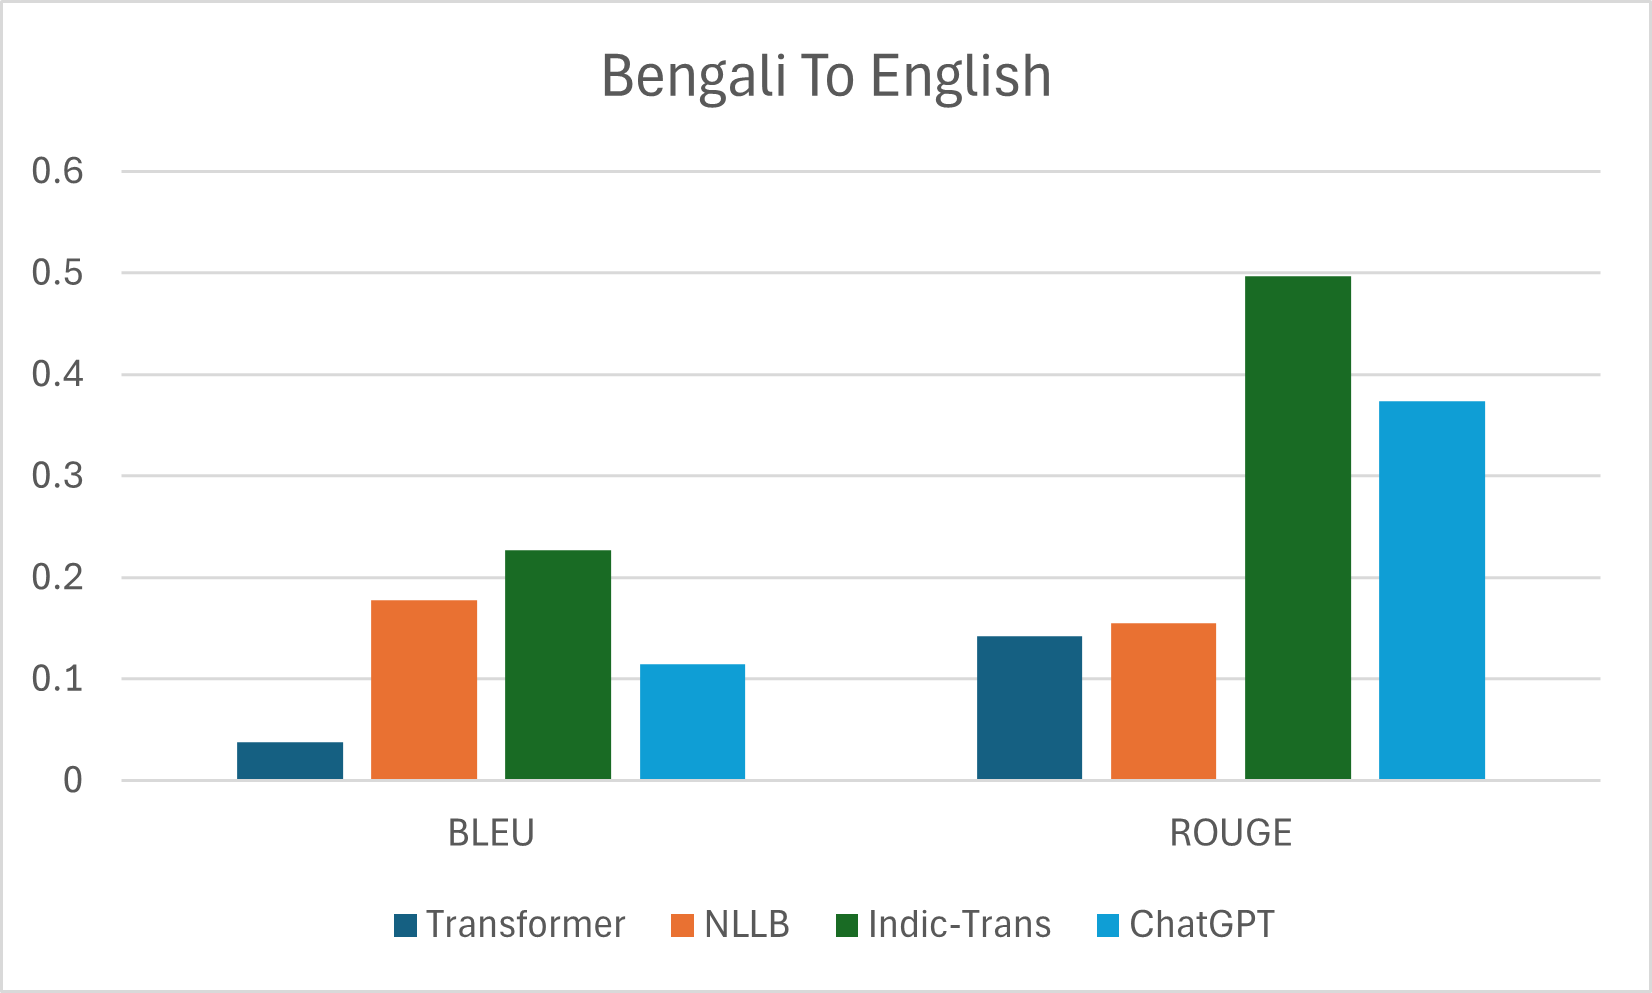 Bengali To English
0.6
0.5
0.4
0.3
0.2
0.1
0
BLEU ROUGE
Transformer NLLB Indic-Trans ChatGPT